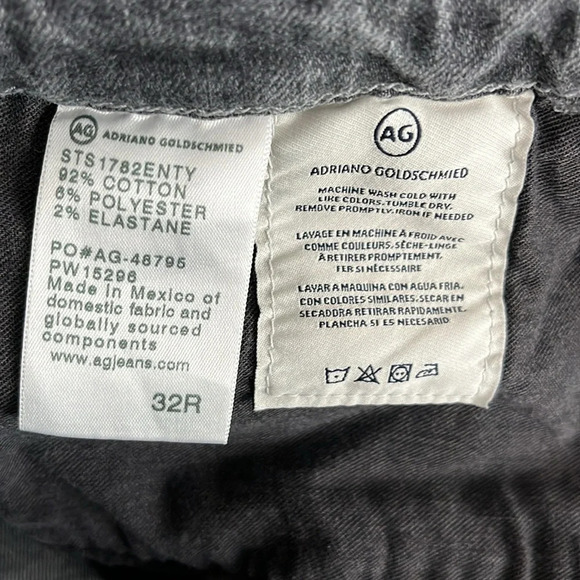 AG ADRIANO GOLDSCHMIED
STS1782ENTY
92% COTTON
6% POLYESTER
2% ELASTANE
PO#AG-48795
PW15296
Made in Mexico of
domestic fabric and
globally sourced
components
www.agjeans.com
32R
AG
ADRIANO GOLDSCHMIED
MACHINE WASH COLD WITH
LIKE COLORS. TUMBLE DRY.
REMOVE PROMPTLY. IRON IF NEEDED
LAVAGE EN MACHINE À FROID AVEC
COMME COULEURS. SÈCHE-LINGE
À RETIRER PROMPTEMENT.
FER SI NÉCESSAIRE
LAVAR A MAQUINA CON AGUA FRIA.
CON COLORES SIMILARES. SECAR EN
SECADORA RETIRAR RÁPIDAMENTE.
PLANCHA SI ES NECESARIO